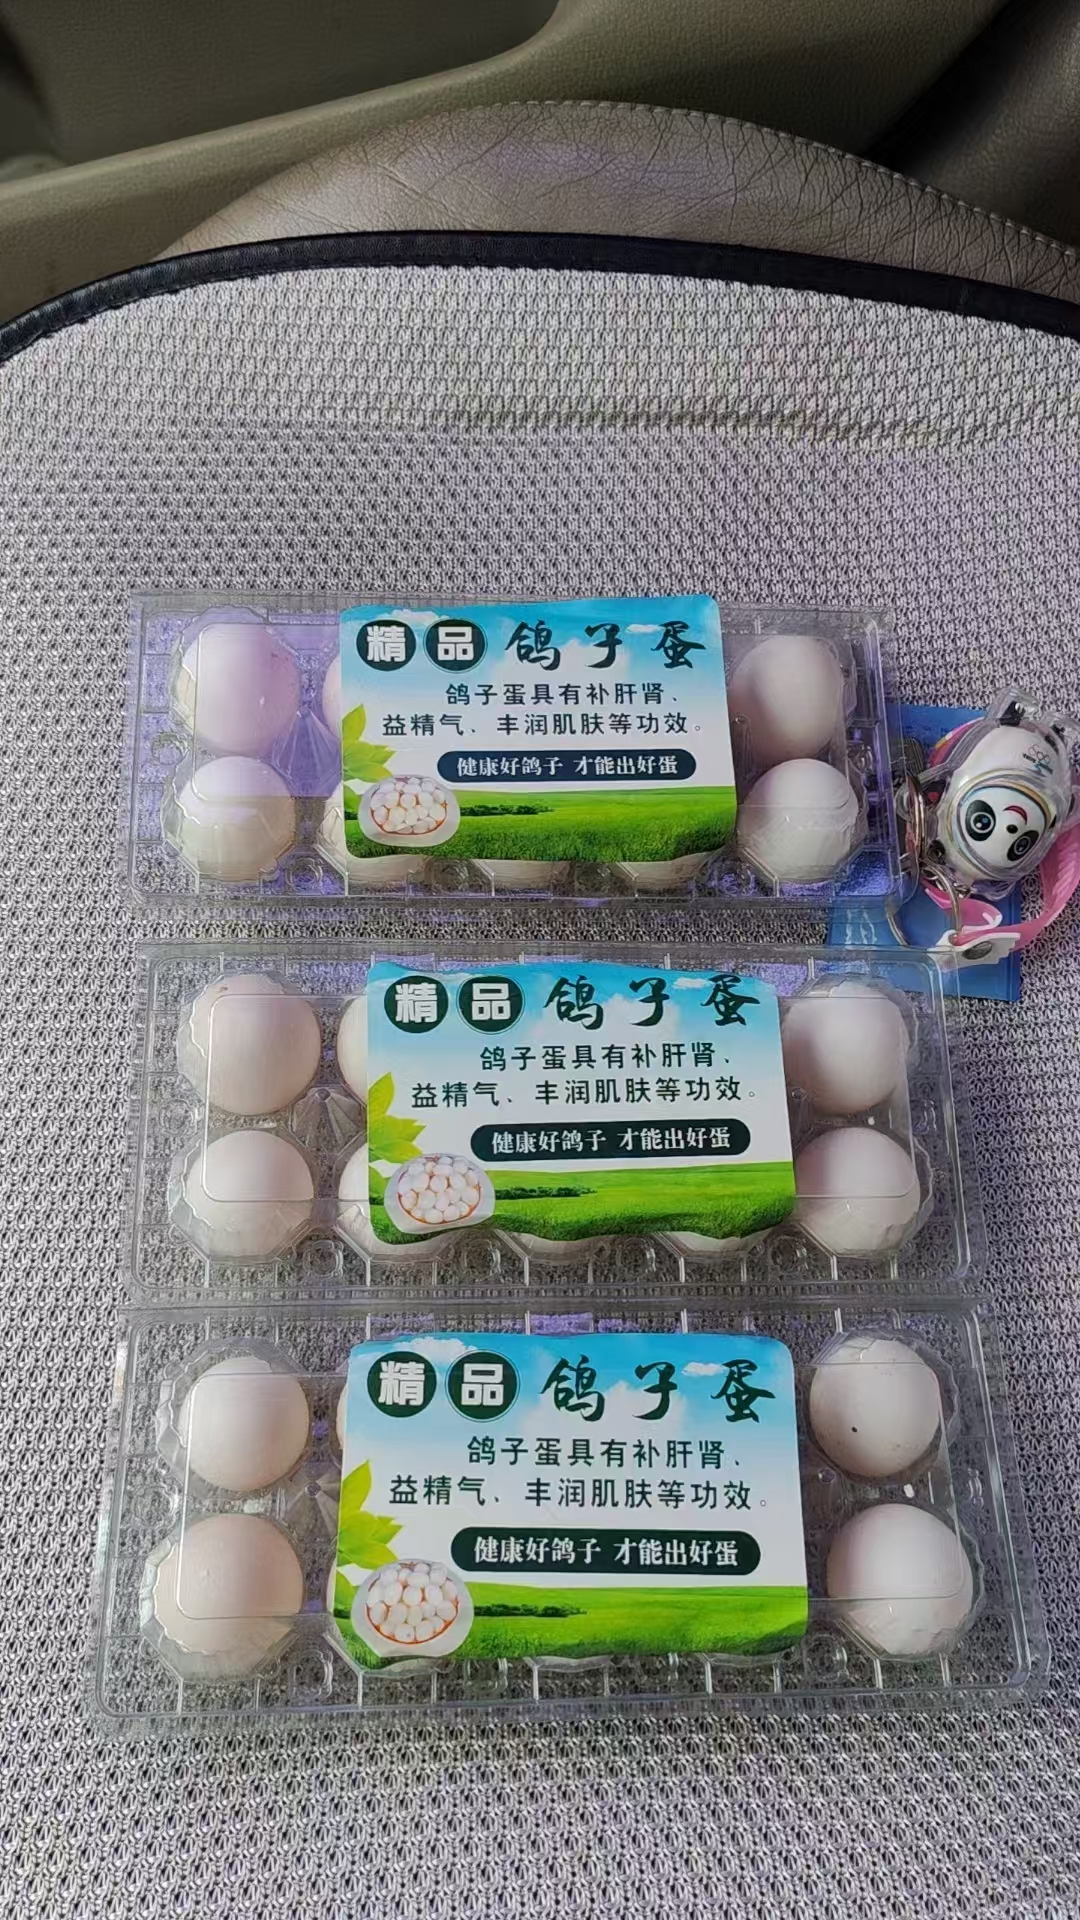 精品 鸽子蛋
鸽子蛋具有补肝肾、
益精气、丰润肌肤等功效。
健康好鸽子 才能出好蛋
精品 鸽子蛋
鸽子蛋具有补肝肾、
益精气、丰润肌肤等功效。
健康好鸽子 才能出好蛋
精品 鸽子蛋
鸽子蛋具有补肝肾、
益精气、丰润肌肤等功效。
健康好鸽子 才能出好蛋